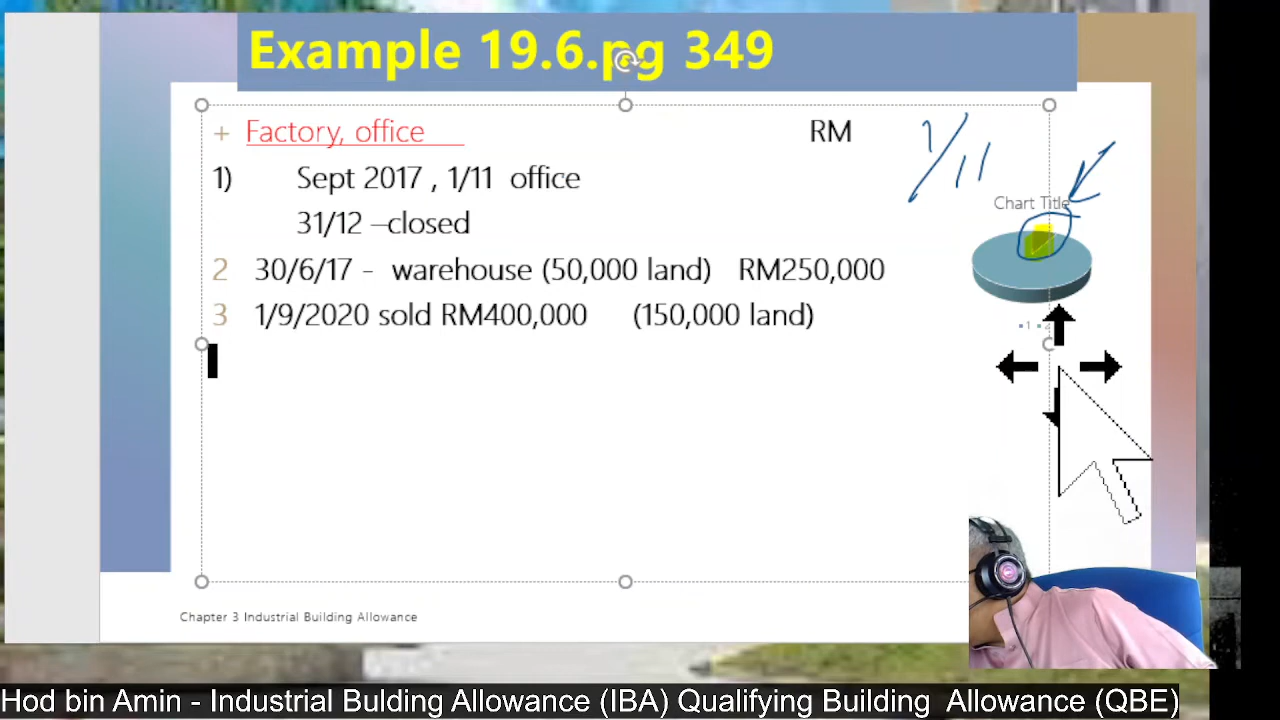 Example 19.6.pg 349
+ Factory, office RM
1) Sept 2017 , 1/11 office
31/12 –closed
2 30/6/17 - warehouse (50,000 land) RM250,000
3 1/9/2020 sold RM400,000 (150,000 land)
1/11
Chart Title
1
Chapter 3 Industrial Building Allowance
Hod bin Amin - Industrial Bulding Allowance (IBA) Qualifying Building Allowance (QBE)